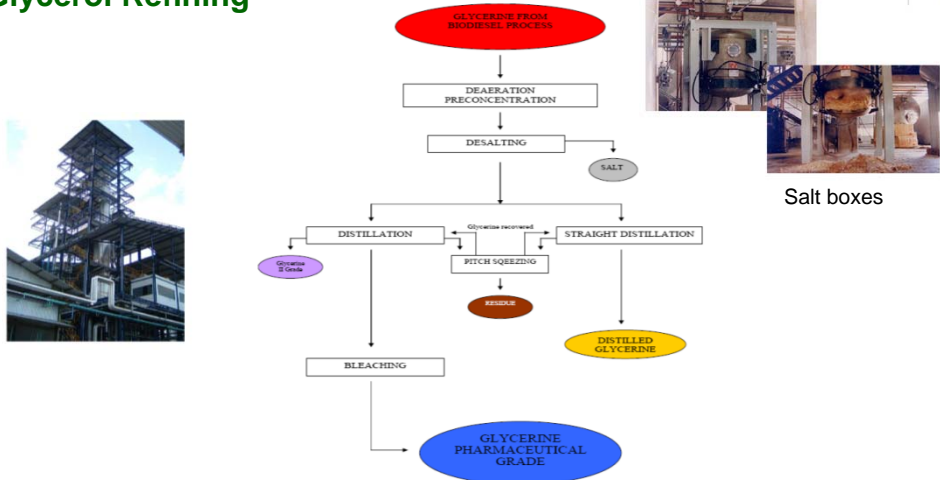 Glycerol Refining
GLYCERINE FROM
BIODIESEL PROCESS
DEAERATION
PRECONCENTRATION
DESALTING
SALT
Salt boxes
DISTILLATION
Glycerine recovered
STRAIGHT DISTILLATION
Glycerine
II Grade
PITCH SQEEZING
RESIDUE
DISTILLED
GLYCERINE
BLEACHING
GLYCERINE
PHARMACEUTICAL
GRADE